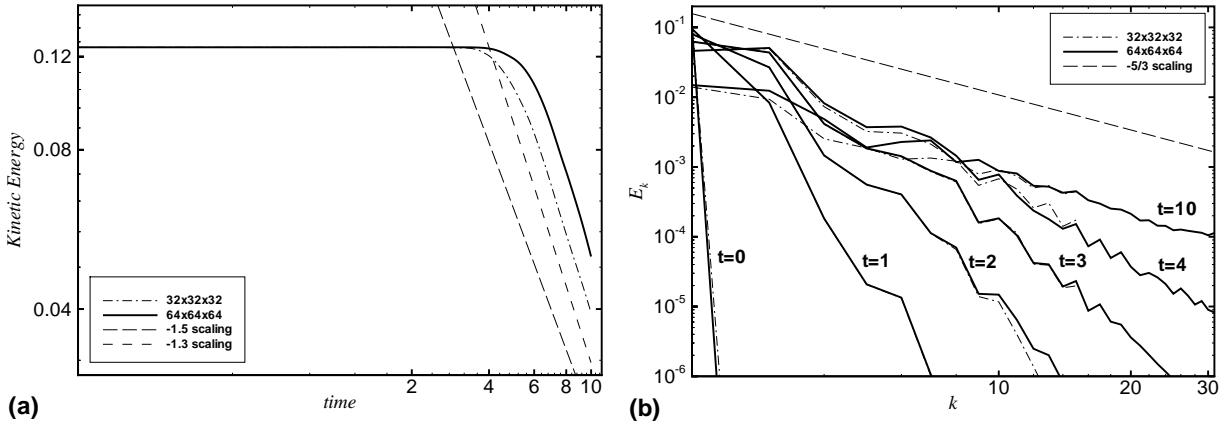 Kinetic Energy
0.12
0.08
0.04
32x32x32
64x64x64
-1.5 scaling
-1.3 scaling
2
4
6
8
10
time
(a)
E_k
10^-1
10^-2
10^-3
10^-4
10^-5
10^-6
32x32x32
64x64x64
-5/3 scaling
t=0
t=1
t=2
t=3
t=4
t=10
10
20
30
k
(b)